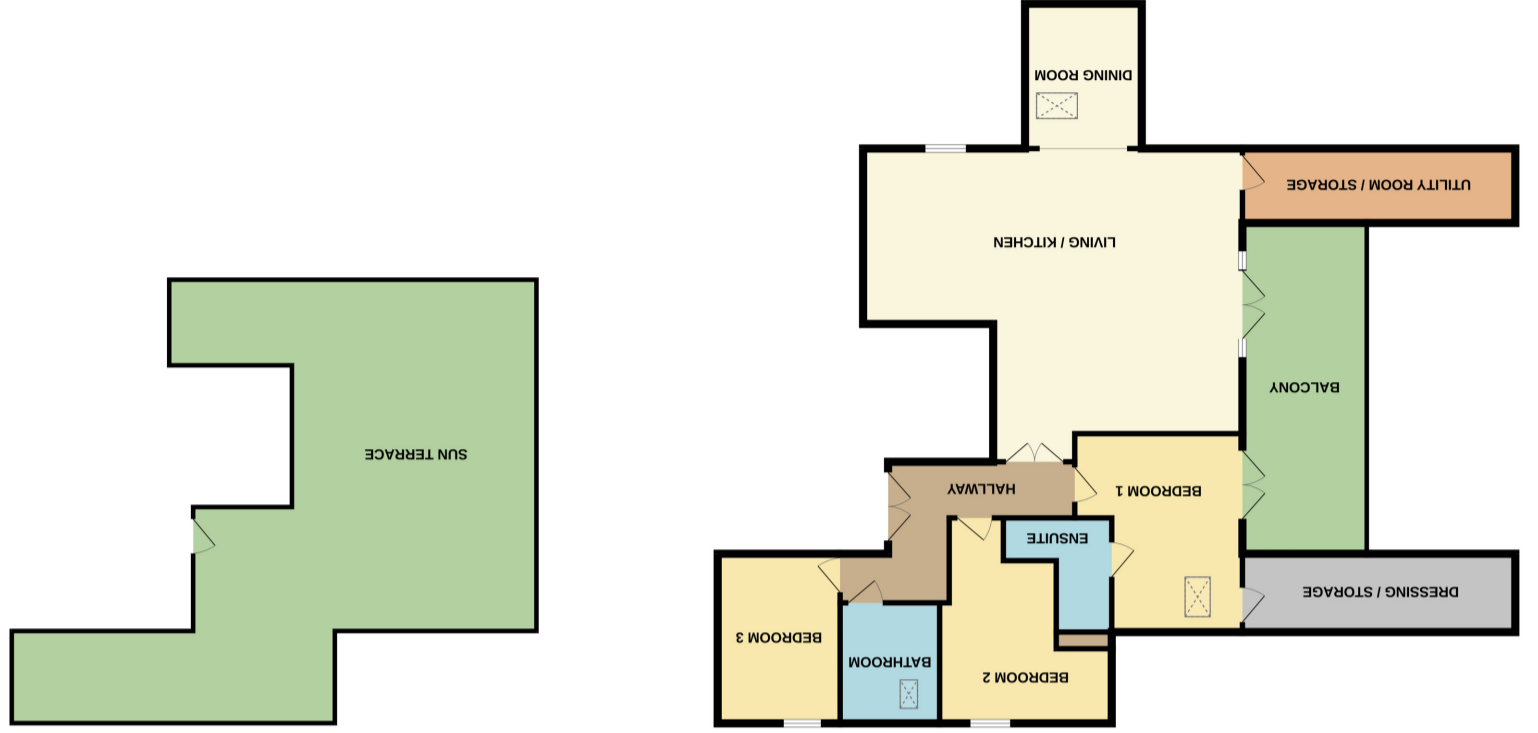 DINING ROOM
UTILITY ROOM / STORAGE
LIVING / KITCHEN
BALCONY
SUN TERRACE
HALLWAY
BEDROOM 1
ENSUITE
DRESSING / STORAGE
BEDROOM 3
BATHROOM
BEDROOM 2